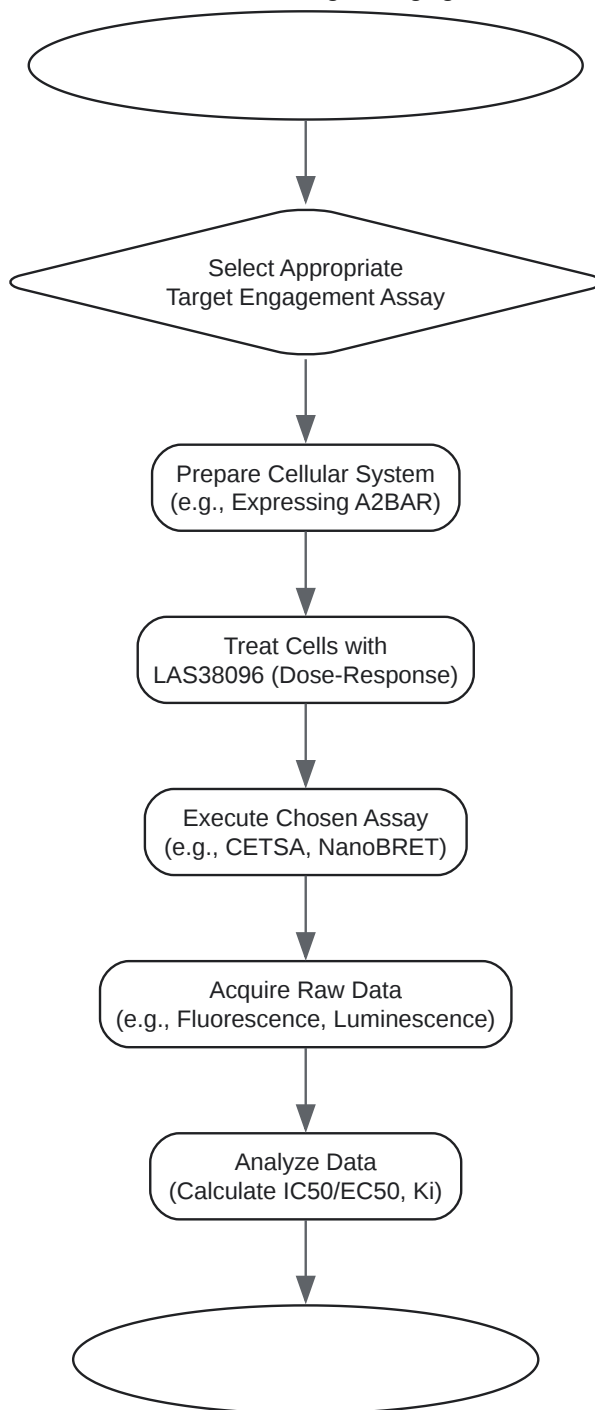 Select Appropriate
Target Engagement Assay
Prepare Cellular System
(e.g., Expressing A2BAR)
Treat Cells with
LAS38096 (Dose-Response)
Execute Chosen Assay
(e.g., CETSA, NanoBRET)
Acquire Raw Data
(e.g., Fluorescence, Luminescence)
Analyze Data
(Calculate IC50/EC50, Ki)